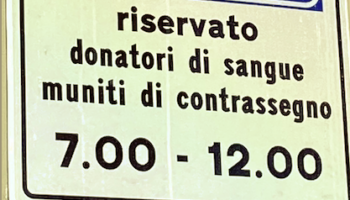 riservato
donatori di sangue
muniti di contrassegno
7.00 - 12.00